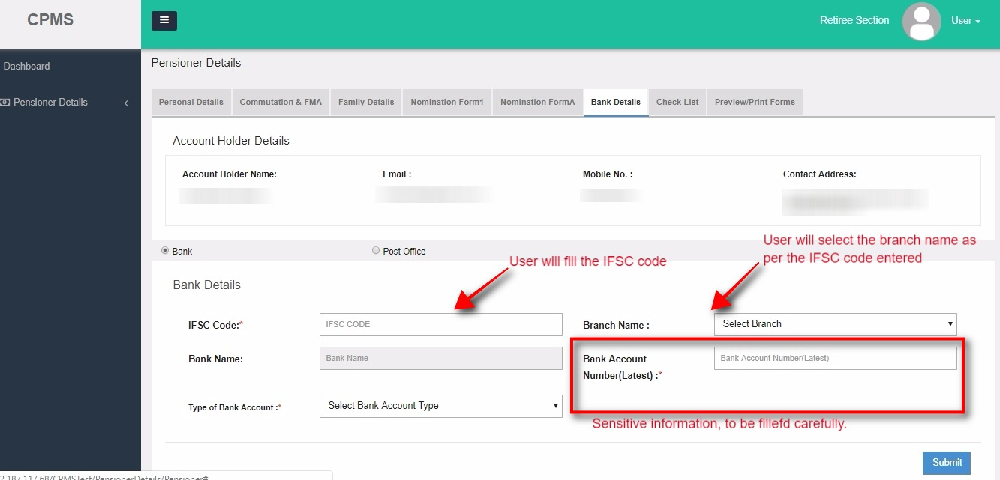 CPMS
Retiree Section
User
Dashboard
Pensioner Details
Pensioner Details
Personal Details
Commutation & FMA
Family Details
Nomination Form1
Nomination FormA
Bank Details
Check List
Preview/Print Forms
Account Holder Details
Account Holder Name:
Email :
Mobile No. :
Contact Address:
Bank
Post Office
User will fill the IFSC code
User will select the branch name as
per the IFSC code entered
Bank Details
IFSC Code:*
IFSC CODE
Branch Name :
Select Branch
Bank Name:
Bank Name
Bank Account
Number(Latest) :*
Bank Account Number(Latest)
Type of Bank Account :*
Select Bank Account Type
Sensitive information, to be fillefd carefully.
Submit
2.187.117.68/CPMSTest/PensionerDetails/Pensioner#